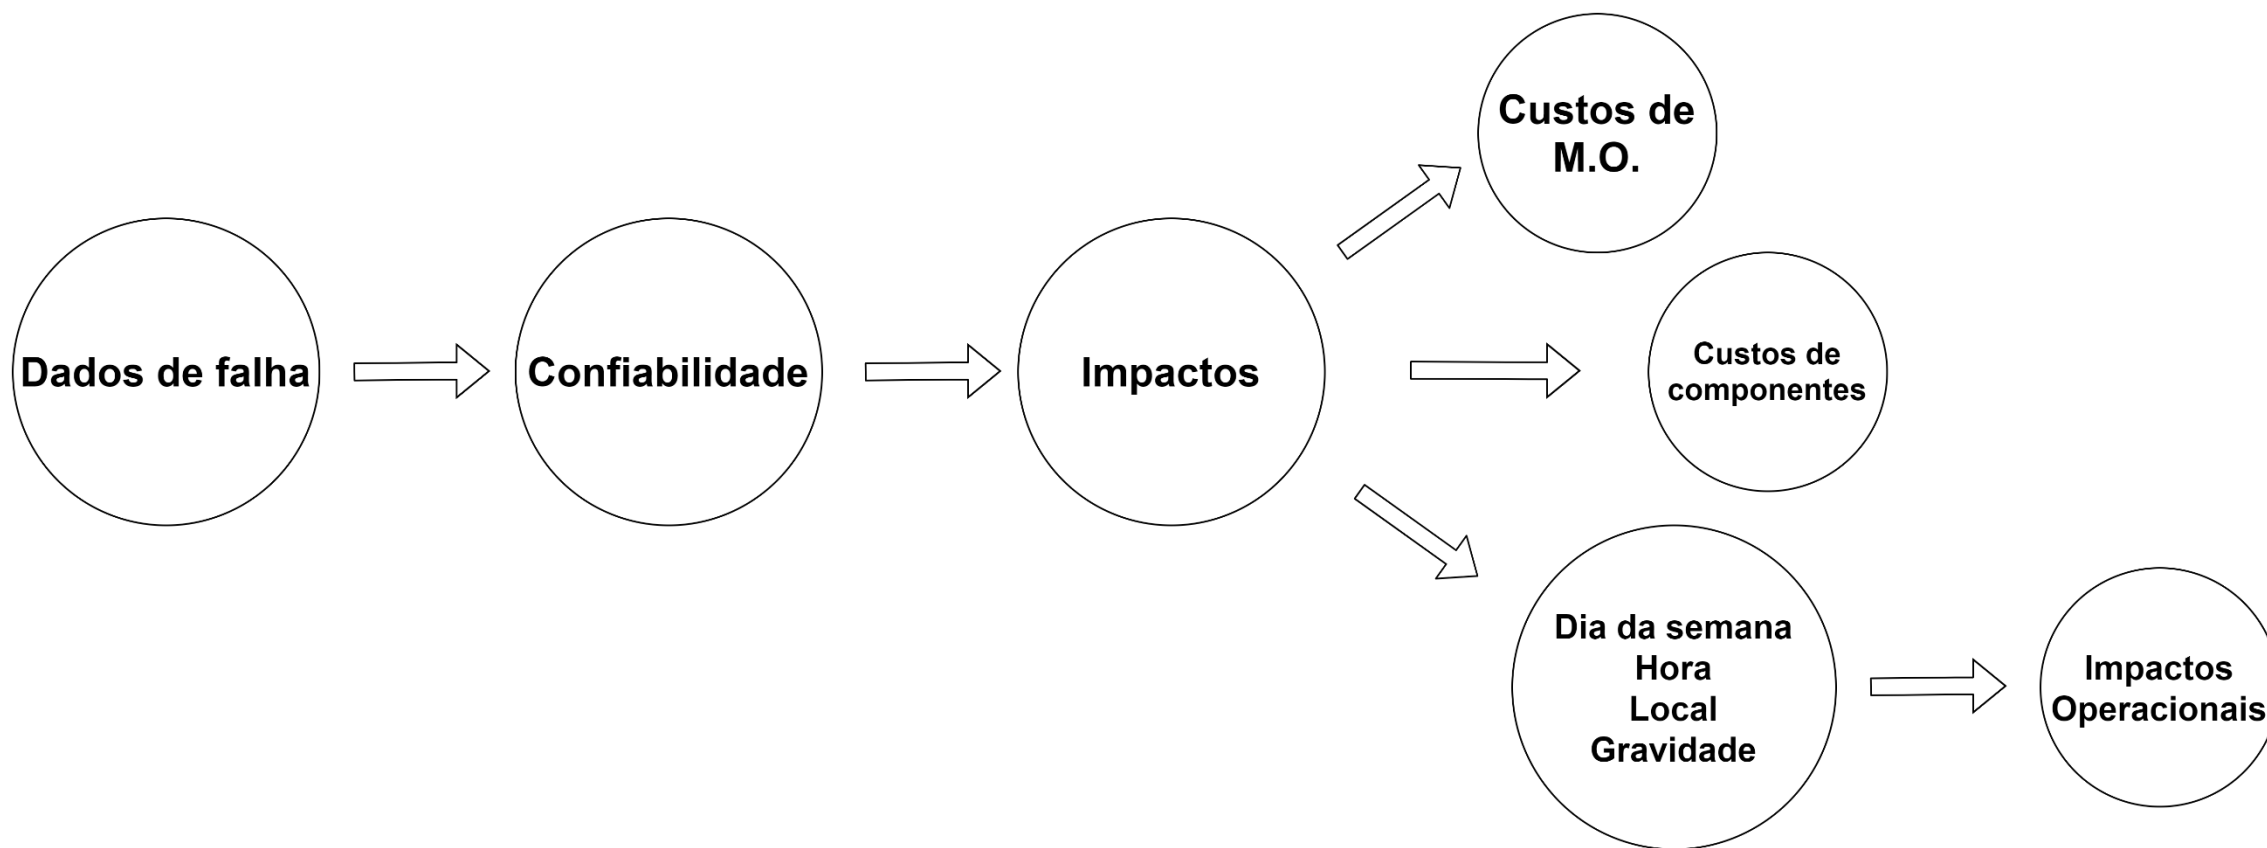 Dados de falha
Confiabilidade
Impactos
Custos de
M.O.
Custos de
componentes
Dia da semana
Hora
Local
Gravidade
Impactos
Operacionais